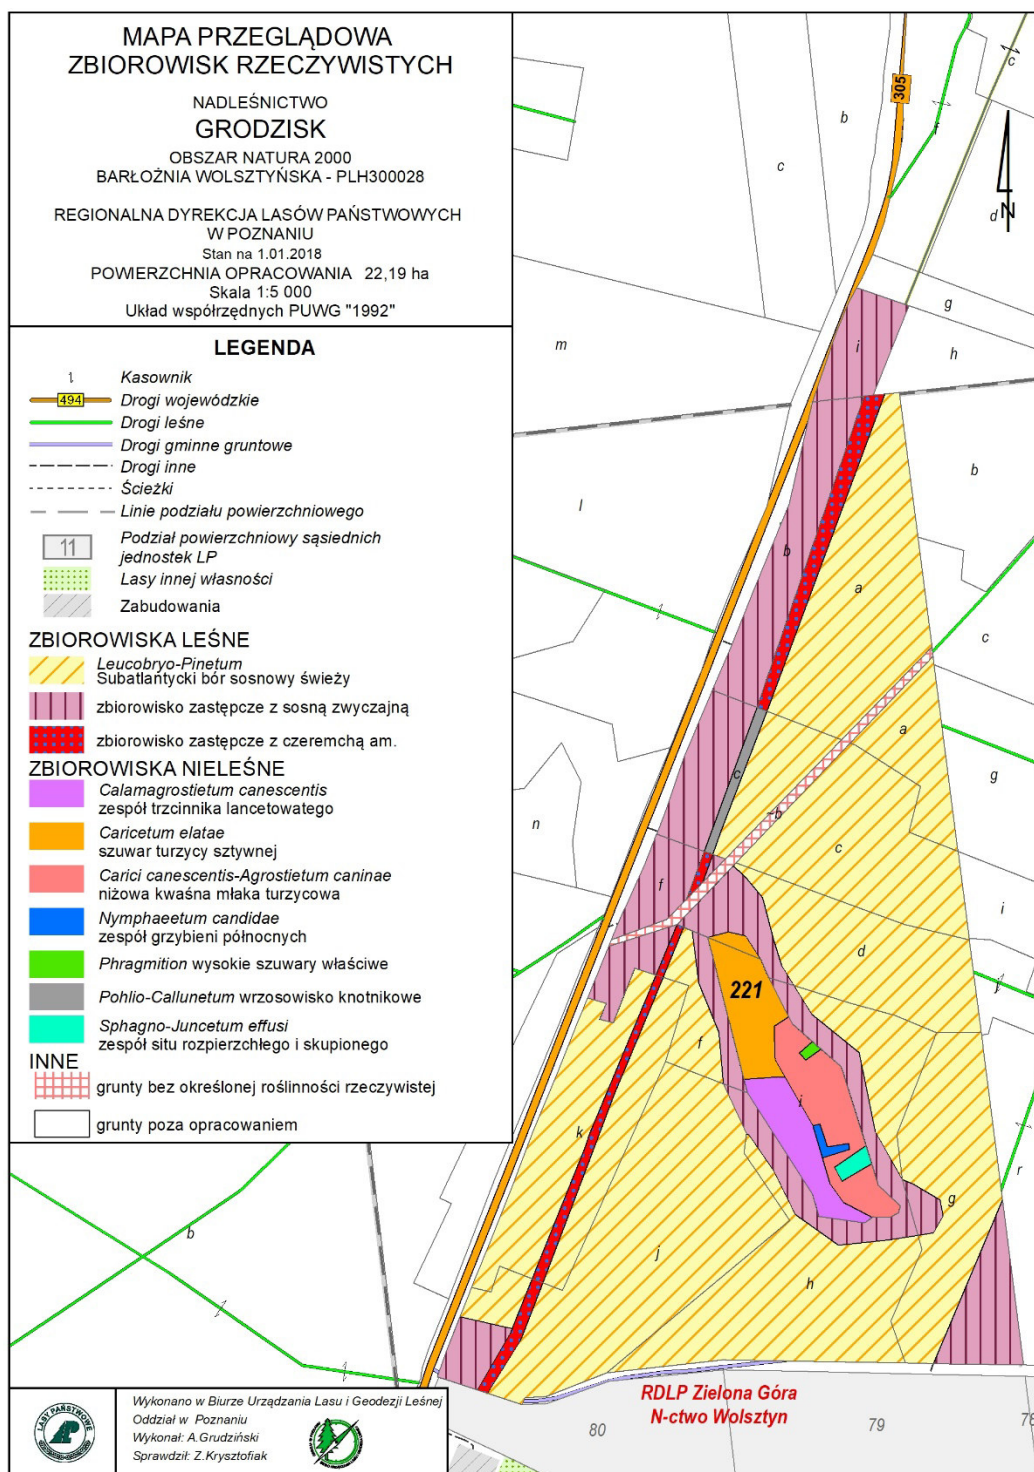 MAPA PRZEGLĄDOWA
ZBIOROWISK RZECZYWISTYCH
NADLEŚNICTWO
GRODZISK
OBSZAR NATURA 2000
BARŁOŻNIA WOLSZTYŃSKA - PLH300028
REGIONALNA DYREKCJA LASÓW PAŃSTWOWYCH
W POZNANIU
Stan na 1.01.2018
POWIERZCHNIA OPRACOWANIA 22,19 ha
Skala 1:5 000
Układ współrzędnych PUWG "1992"
LEGENDA
Kasownik
494 Drogi wojewódzkie
Drogi leśne
Drogi gminne gruntowe
Drogi inne
Ścieżki
Linie podziału powierzchniowego
11 Podział powierzchniowy sąsiednich
jednostek LP
Lasy innej własności
Zabudowania
ZBIOROWISKA LEŚNE
Leucobryo-Pinetum
Subatlantycki bór sosnowy świeży
zbiorowisko zastępcze z sosną zwyczajną
zbiorowisko zastępcze z czeremchą am.
ZBIOROWISKA NIELEŚNE
Calamagrostietum canescentis
zespół trzcinnika lancetowatego
Caricetum elatae
szuwar turzycy sztywnej
Carici canescentis-Agrostietum caninae
niżowa kwaśna młaka turzycowa
Nymphaeetum candidae
zespół grzybieni północnych
Phragmition wysokie szuwary właściwe
Pohlio-Callunetum wrzosowisko knotnikowe
Sphagno-Juncetum effusi
zespół situ rozpierzchłego i skupionego
INNE
grunty bez określonej roślinności rzeczywistej
grunty poza opracowaniem
305
c
b
f
c
N
d
g
i
h
m
b
l
b
a
c
a
c
g
~b
n
c
f
i
d
221
f
j
i
k
r
g
b
j
h
RDLP Zielona Góra
N-ctwo Wolsztyn
80
79
78
LASY PAŃSTWOWE
Wykonano w Biurze Urządzania Lasu i Geodezji Leśnej
Oddział w Poznaniu
Wykonał: A.Grudziński
Sprawdził: Z.Krysztofiak